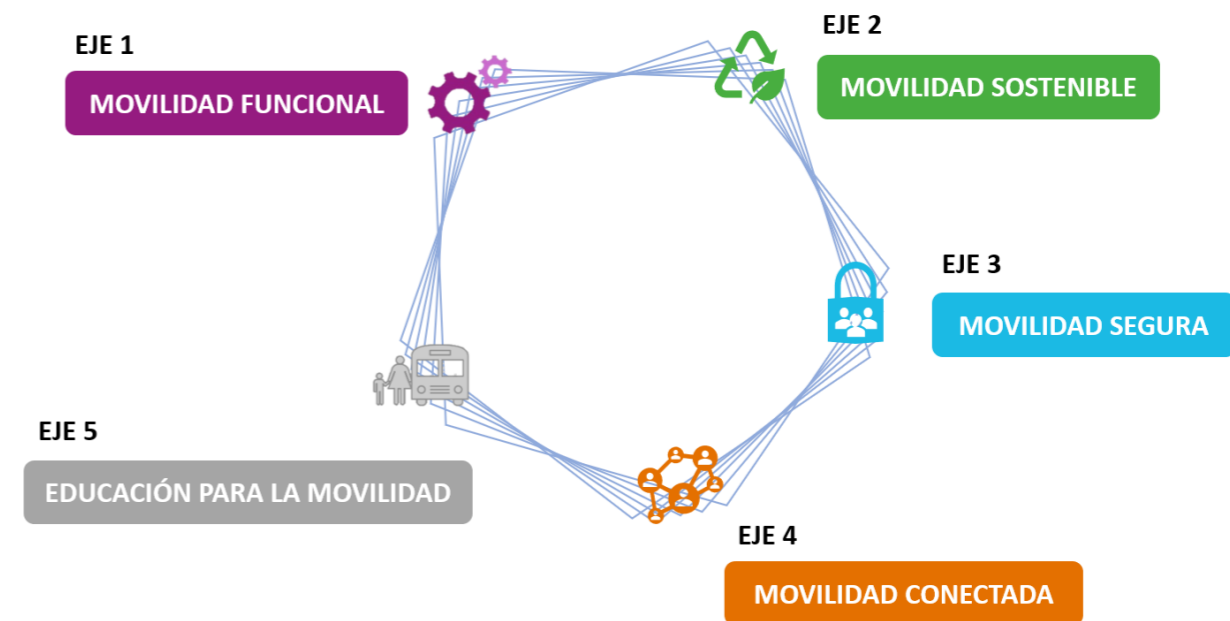 EJE 1
MOVILIDAD FUNCIONAL
EJE 2
MOVILIDAD SOSTENIBLE
EJE 3
MOVILIDAD SEGURA
EJE 4
MOVILIDAD CONECTADA
EJE 5
EDUCACIÓN PARA LA MOVILIDAD